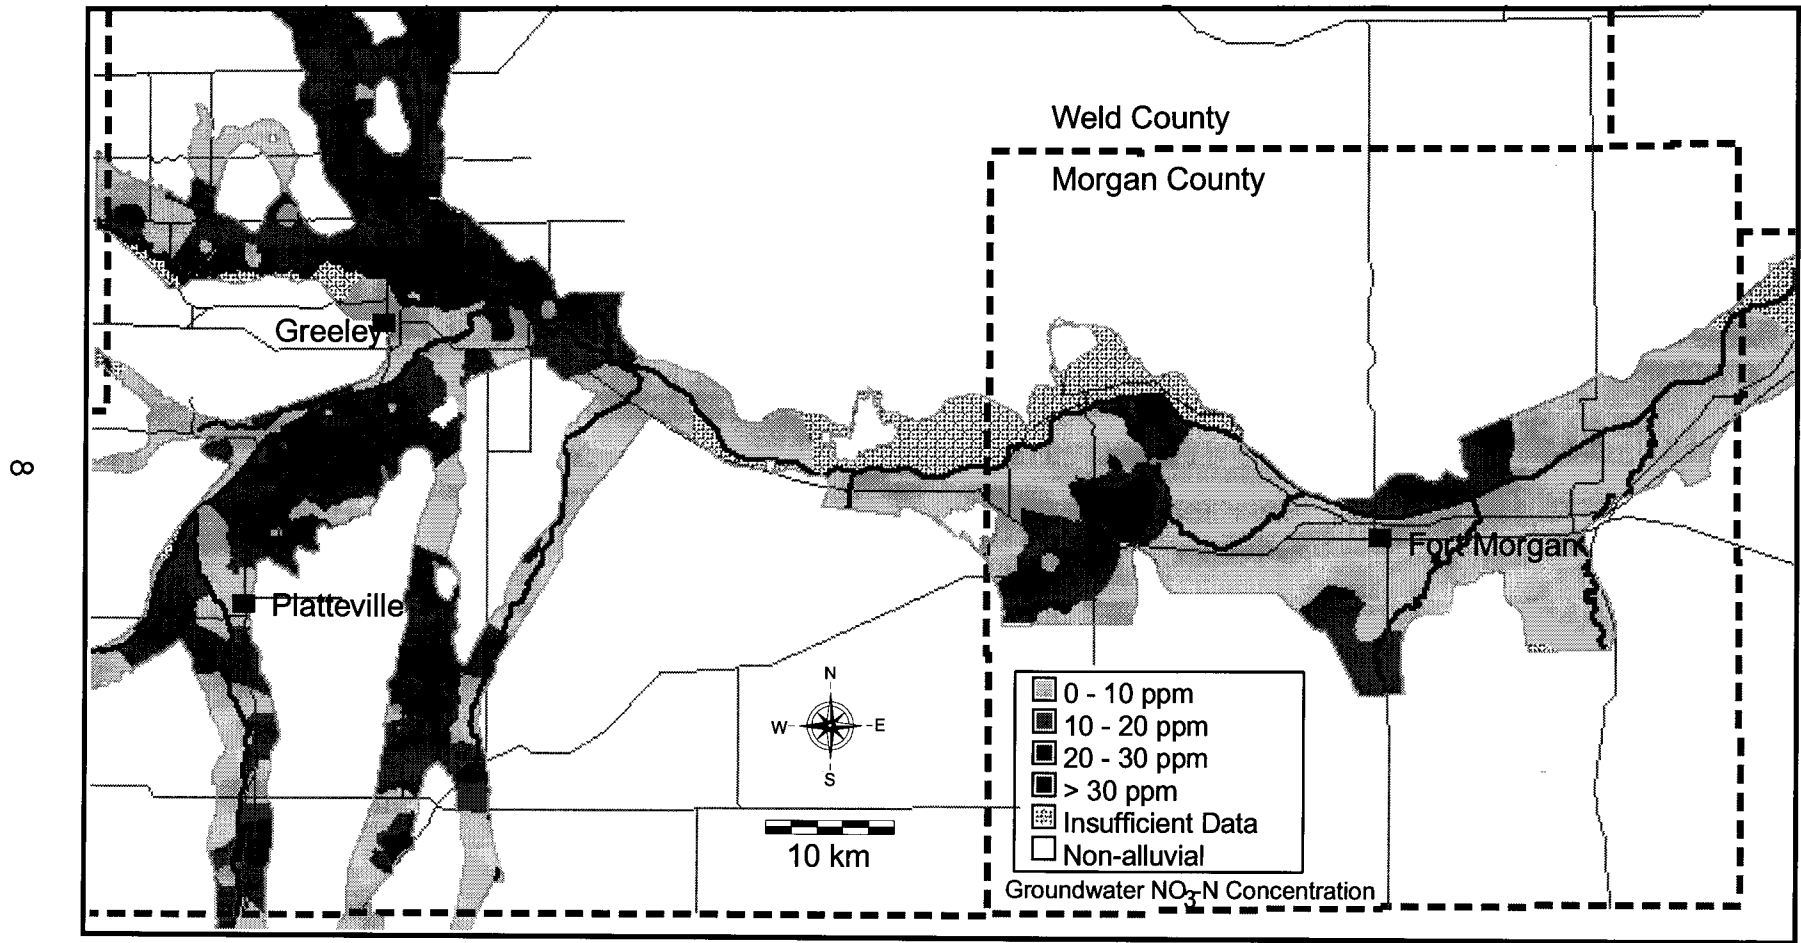 Weld County
Morgan County
8
Greeley
Fort Morgan
Platteville
N
W
E
S
10 km
0 - 10 ppm
10 - 20 ppm
20 - 30 ppm
> 30 ppm
Insufficient Data
Non-alluvial
Groundwater NO3-N Concentration